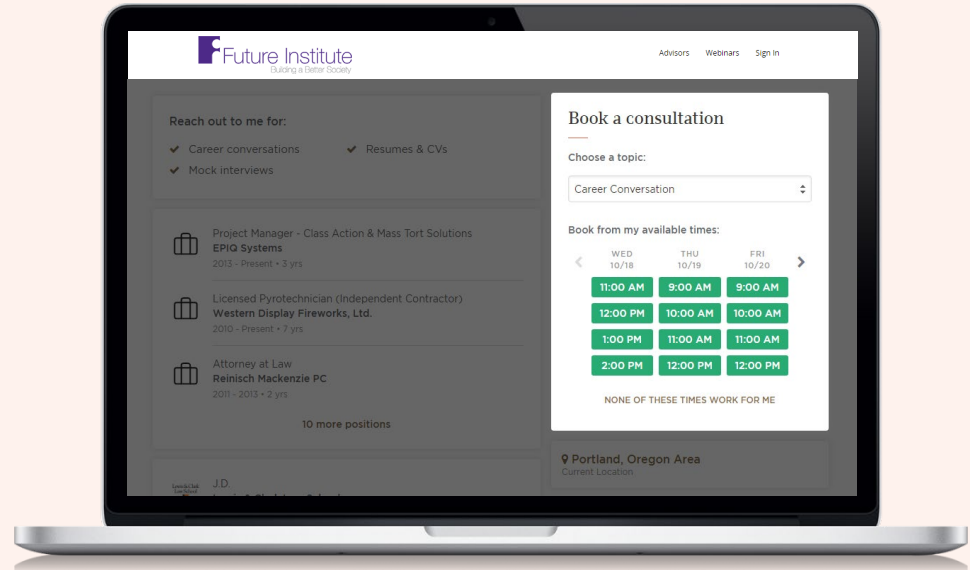 Future Institute
Building a Better Society
Advisors Webinars Sign In
Reach out to me for:
✔ Career conversations ✔ Resumes & CVs
✔ Mock interviews
Project Manager - Class Action & Mass Tort Solutions
EPIQ Systems
2013 - Present • 3 yrs
Licensed Pyrotechnician (Independent Contractor)
Western Display Fireworks, Ltd.
2010 - Present • 7 yrs
Attorney at Law
Reinisch Mackenzie PC
2011 - 2013 • 2 yrs
10 more positions
J.D.
Book a consultation
Choose a topic:
Career Conversation
Book from my available times:
WED THU FRI
10/18 10/19 10/20
11:00 AM 9:00 AM 9:00 AM
12:00 PM 10:00 AM 10:00 AM
1:00 PM 11:00 AM 11:00 AM
2:00 PM 12:00 PM 12:00 PM
NONE OF THESE TIMES WORK FOR ME
Portland, Oregon Area
Current Location